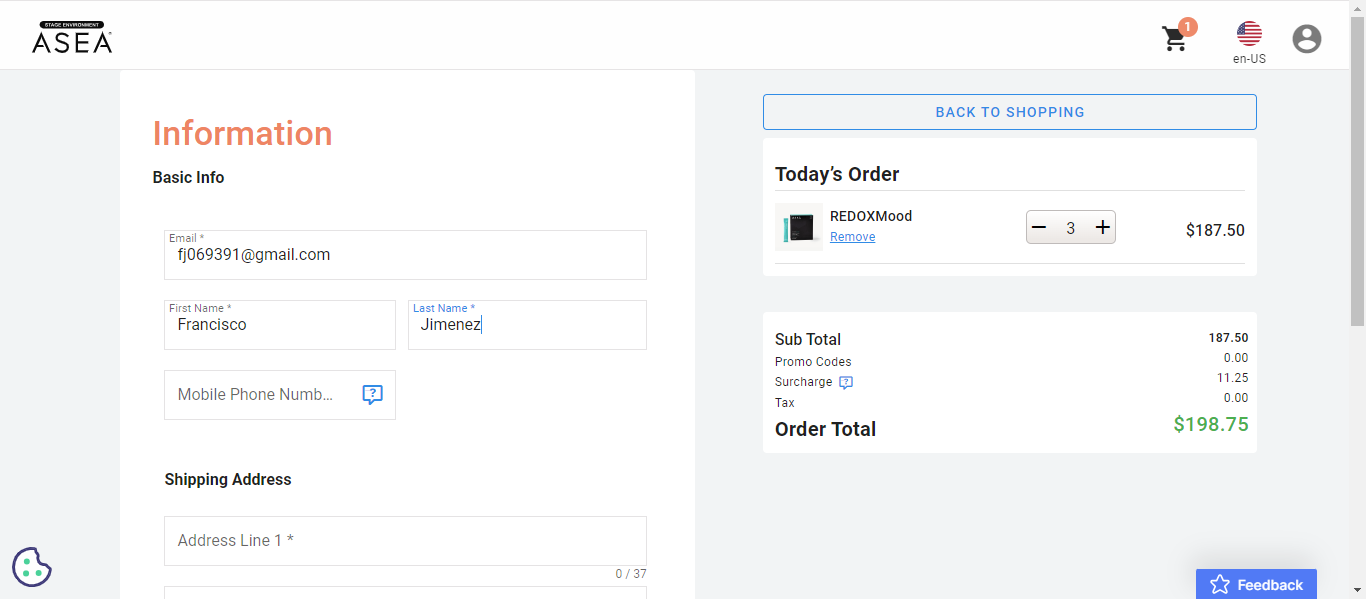 STAGE ENVIRONMENT
ASEA
1
en-US
Information
Basic Info
Email *
fj069391@gmail.com
First Name *
Francisco
Last Name *
Jimenez
Mobile Phone Numb...
?
Shipping Address
Address Line 1 *
0 / 37
BACK TO SHOPPING
Today’s Order
REDOXMood
Remove
3
$187.50
Sub Total 187.50
Promo Codes 0.00
Surcharge ? 11.25
Tax 0.00
Order Total $198.75
Feedback